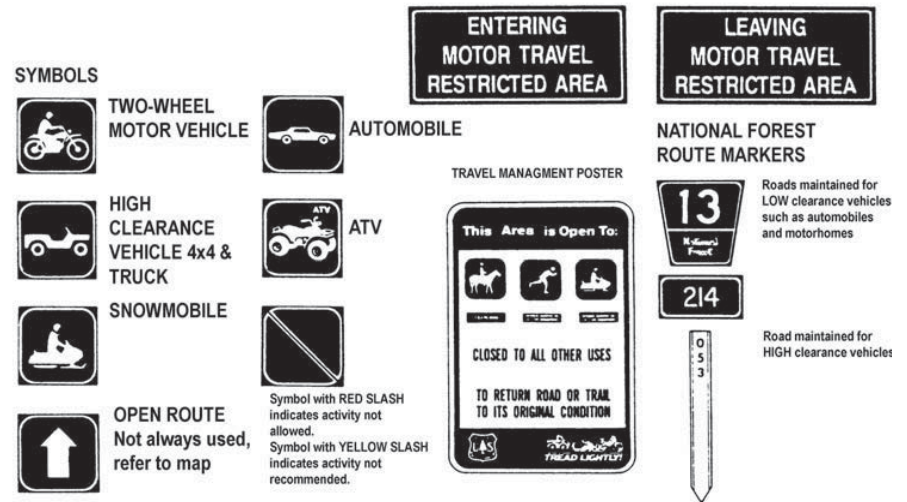 ENTERING
MOTOR TRAVEL
RESTRICTED AREA
LEAVING
MOTOR TRAVEL
RESTRICTED AREA
SYMBOLS
TWO-WHEEL
MOTOR VEHICLE
AUTOMOBILE
HIGH
CLEARANCE
VEHICLE 4x4 &
TRUCK
ATV
ATV
SNOWMOBILE
OPEN ROUTE
Not always used,
refer to map
Symbol with RED SLASH
indicates activity not
allowed.
Symbol with YELLOW SLASH
indicates activity not
recommended.
TRAVEL MANAGMENT POSTER
This Area is Open To:
CLOSED TO ALL OTHER USES
TO RETURN ROAD OR TRAIL
TO ITS ORIGINAL CONDITION
TREAD LIGHTLY!
NATIONAL FOREST
ROUTE MARKERS
13
National
Forest
Roads maintained for
LOW clearance vehicles
such as automobiles
and motorhomes
214
0
5
3
Road maintained for
HIGH clearance vehicles